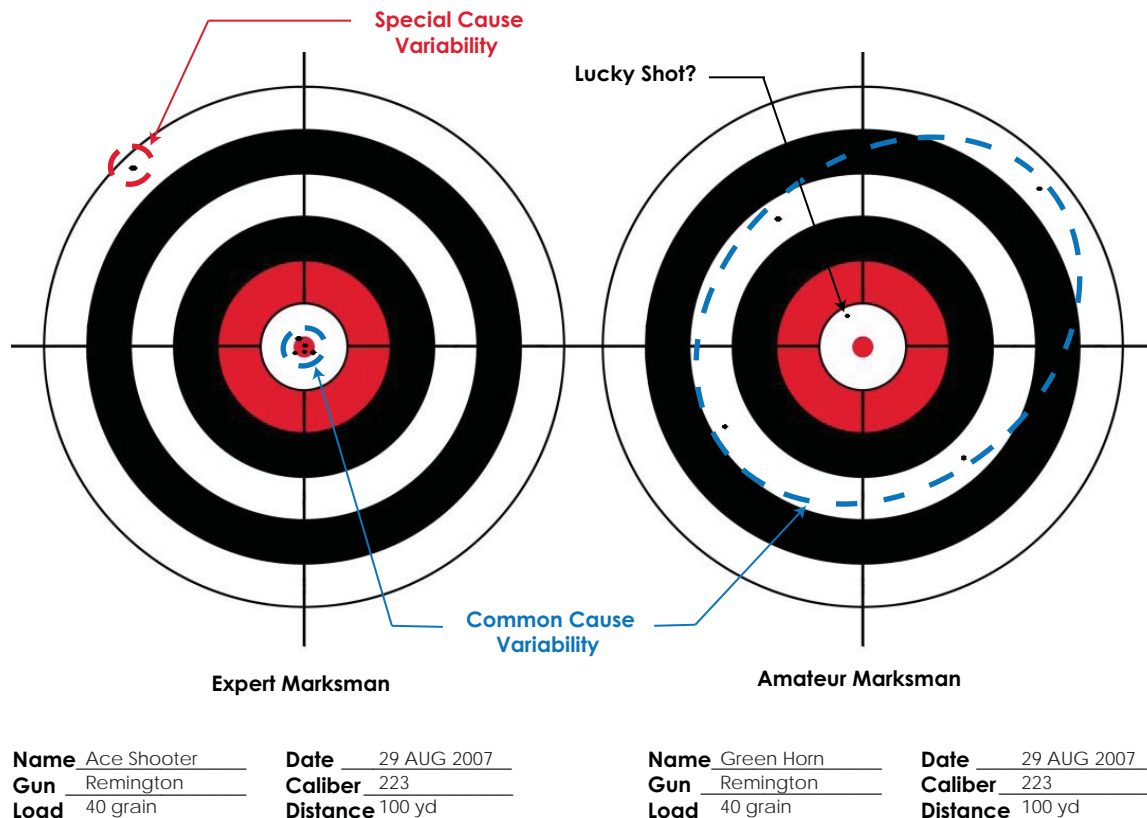 Special Cause
Variability
Lucky Shot?
Common Cause
Variability
Expert Marksman
Amateur Marksman
Name Ace Shooter Date 29 AUG 2007
Gun Remington Caliber 223
Load 40 grain Distance 100 yd
Name Green Horn Date 29 AUG 2007
Gun Remington Caliber 223
Load 40 grain Distance 100 yd